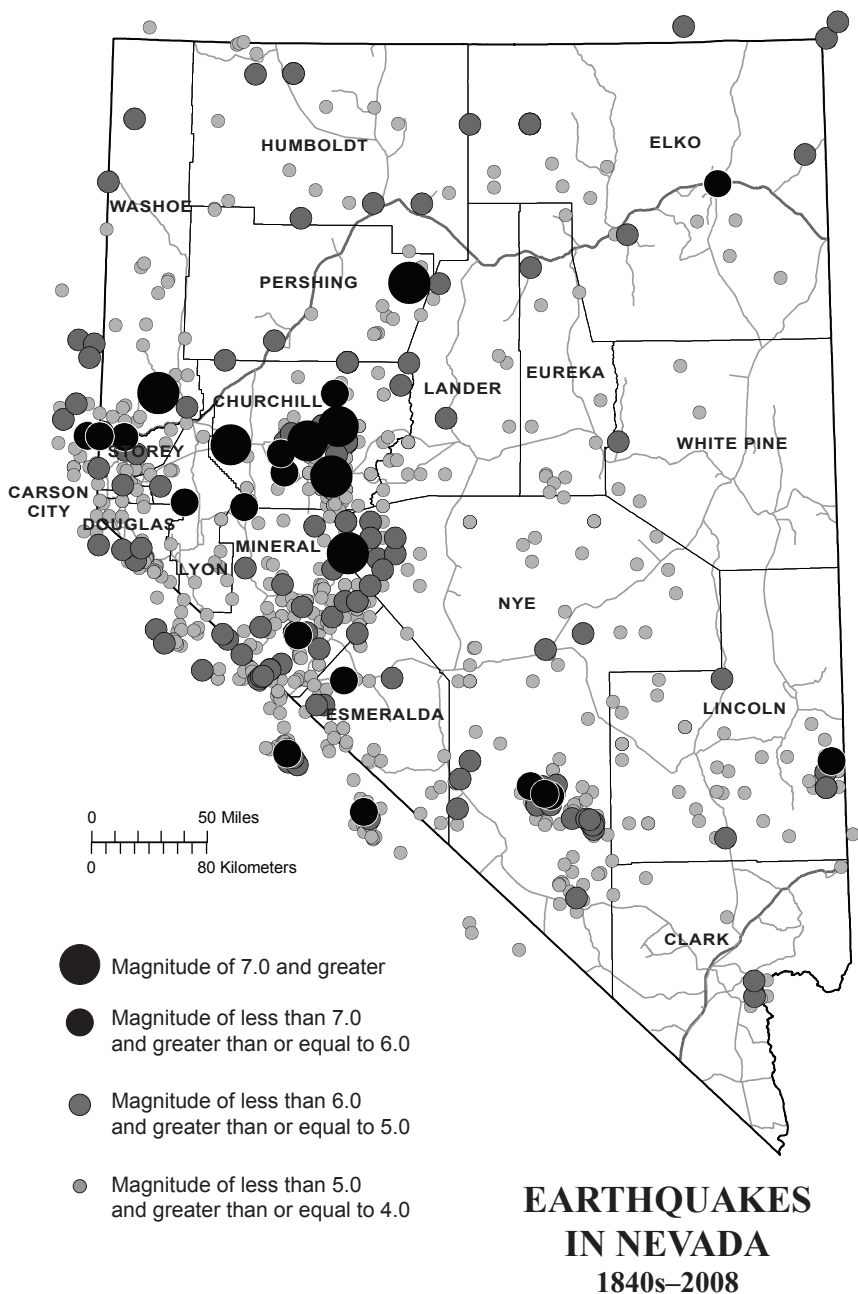 HUMBOLDT
ELKO
WASHOE
PERSHING
EUREKA
LANDER
CHURCHILL
WHITE PINE
STOREY
CARSON
CITY
DOUGLAS
MINERAL
LYON
NYE
LINCOLN
ESMERALDA
0 50 Miles
0 80 Kilometers
CLARK
Magnitude of 7.0 and greater
Magnitude of less than 7.0
and greater than or equal to 6.0
Magnitude of less than 6.0
and greater than or equal to 5.0
Magnitude of less than 5.0
and greater than or equal to 4.0
EARTHQUAKES
IN NEVADA
1840s–2008